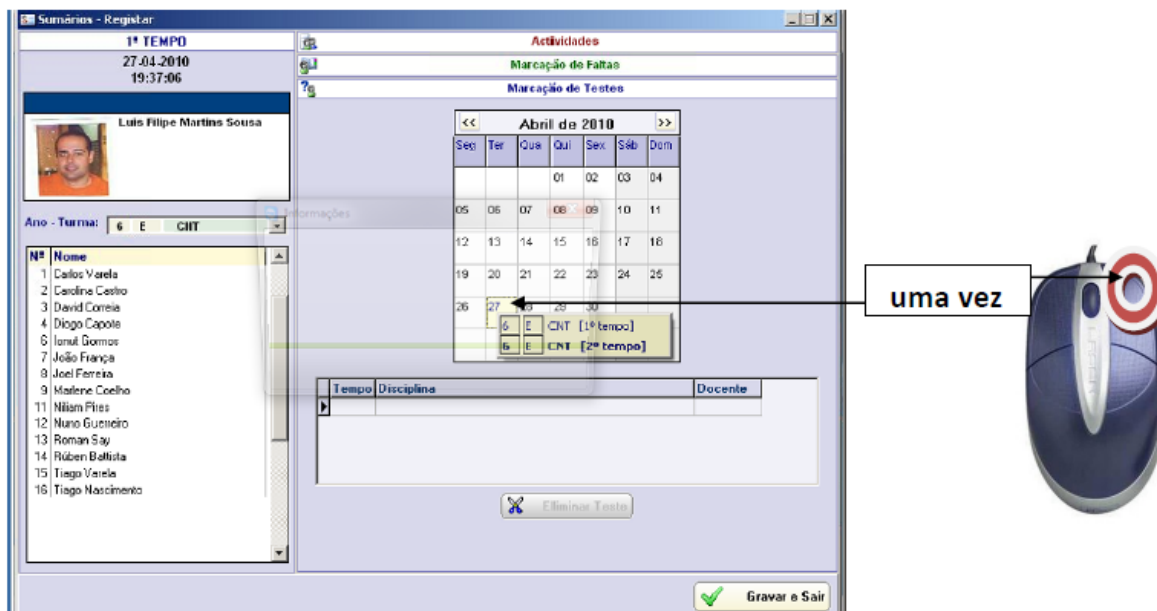 Sumários - Registar
1º TEMPO
27-04-2010
19:37:06
Luis Filipe Martins Sousa
Ano - Turma: 6 E CNT
Nº Nome
1 Carlos Varela
2 Carolina Castro
3 David Correia
4 Diogo Capote
6 Ionut Gormos
7 João França
8 Joel Ferreira
9 Marlene Coelho
11 Niliam Pires
12 Nuno Guerreiro
13 Roman Say
14 Rúben Battista
15 Tiago Varela
16 Tiago Nascimento
Actividades
Marcação de Faltas
Marcação de Testes
<< Abril de 2010 >>
Seg Ter Qua Qui Sex Sáb Dom
01 02 03 04
05 06 07 08 09 10 11
12 13 14 15 16 17 18
19 20 21 22 23 24 25
26 27 28 29 30
6 E CNT [1º tempo]
6 E CNT [2º tempo]
Informações
Tempo Disciplina Docente
Eliminar Teste
Gravar e Sair
uma vez